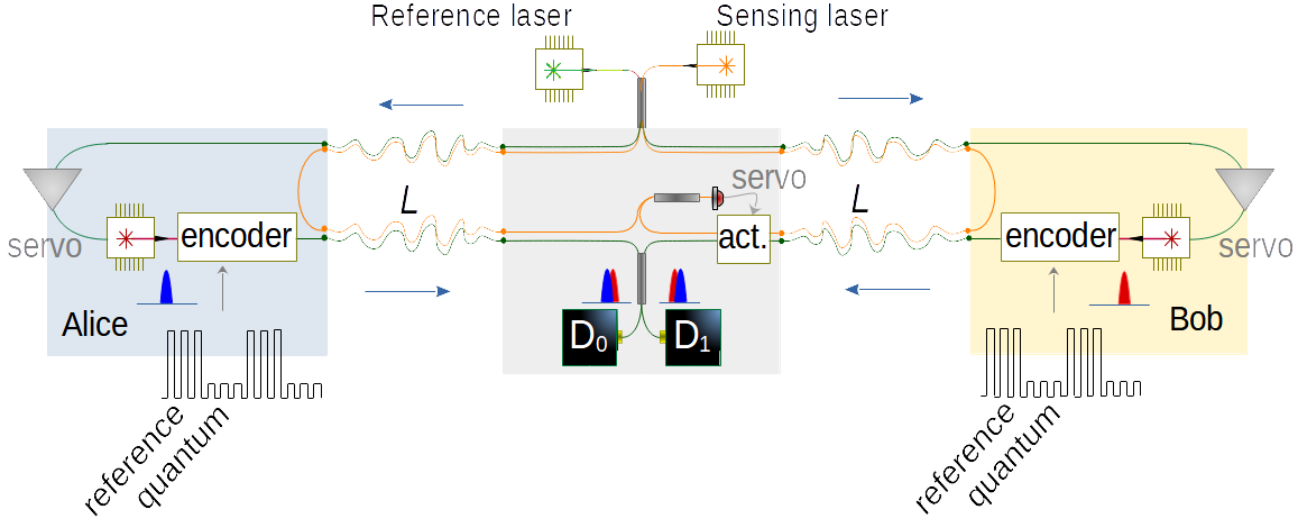 Reference laser
Sensing laser
servo
L
L
servo
encoder
act.
encoder
servo
Alice
D0
D1
Bob
reference
quantum
reference
quantum